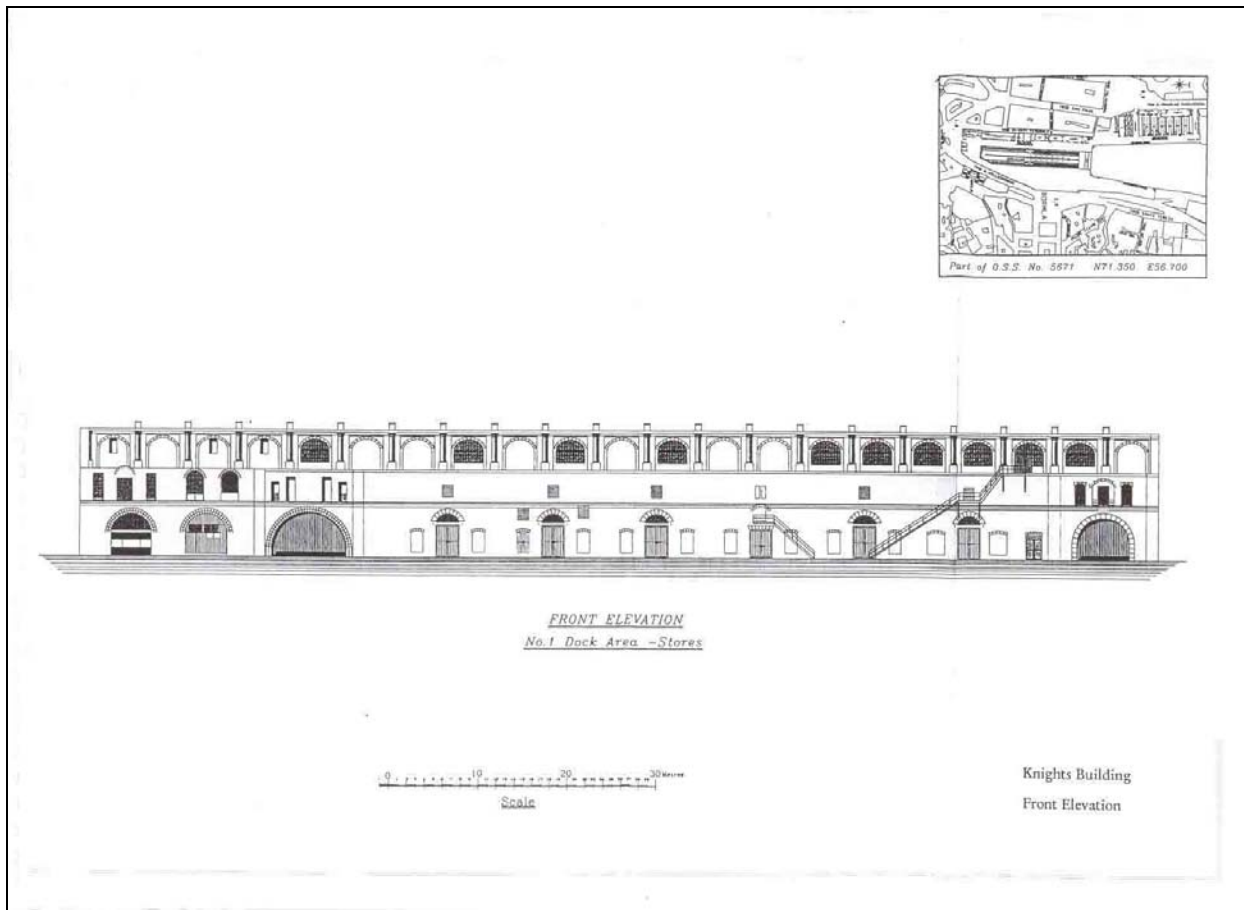 Part of O.S.S. No. 5671 N71.350 E56.700
FRONT ELEVATION
No.1 Dock Area -Stores
0 10 20 30 Metres
Scale
Knights Building
Front Elevation